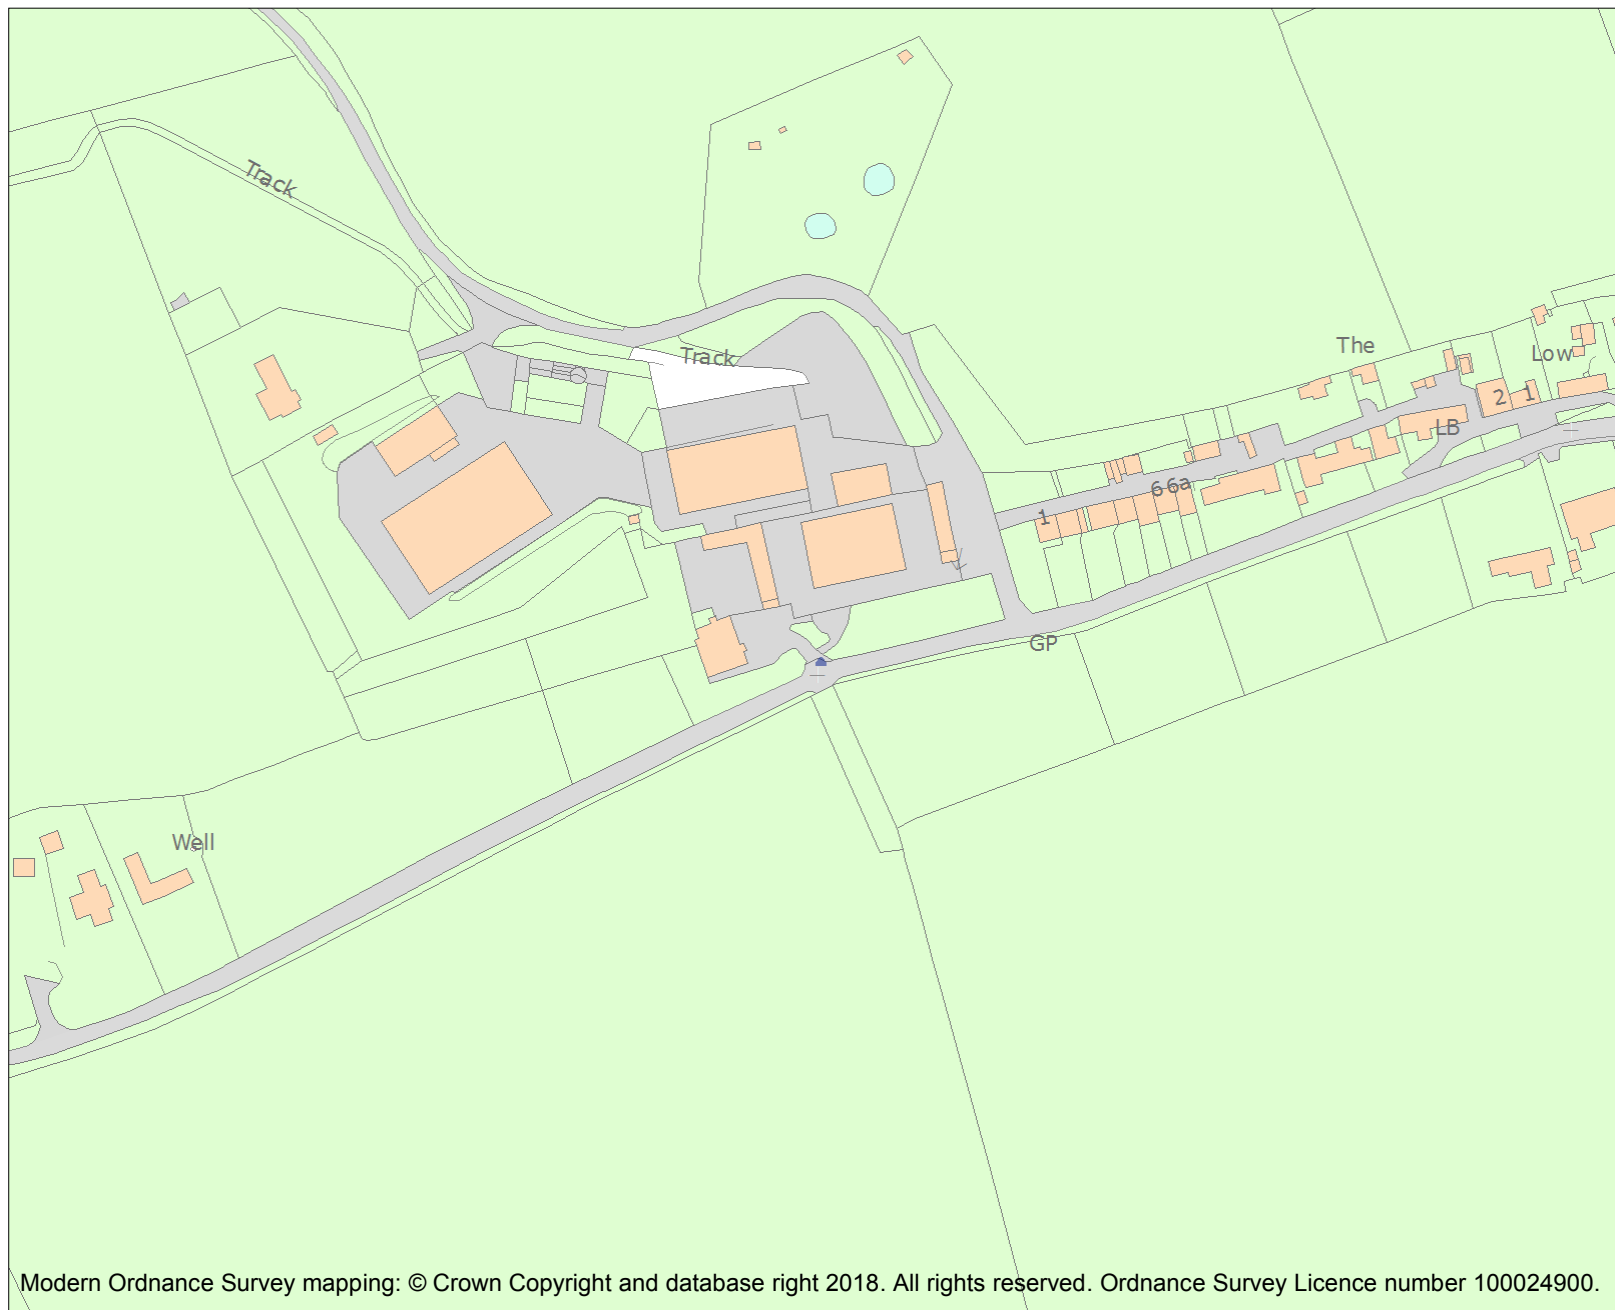 Track
Track
The
Low
2
1
LB
6
6a
1
GP
Well
Modern Ordnance Survey mapping: © Crown Copyright and database right 2018. All rights reserved. Ordnance Survey Licence number 100024900.